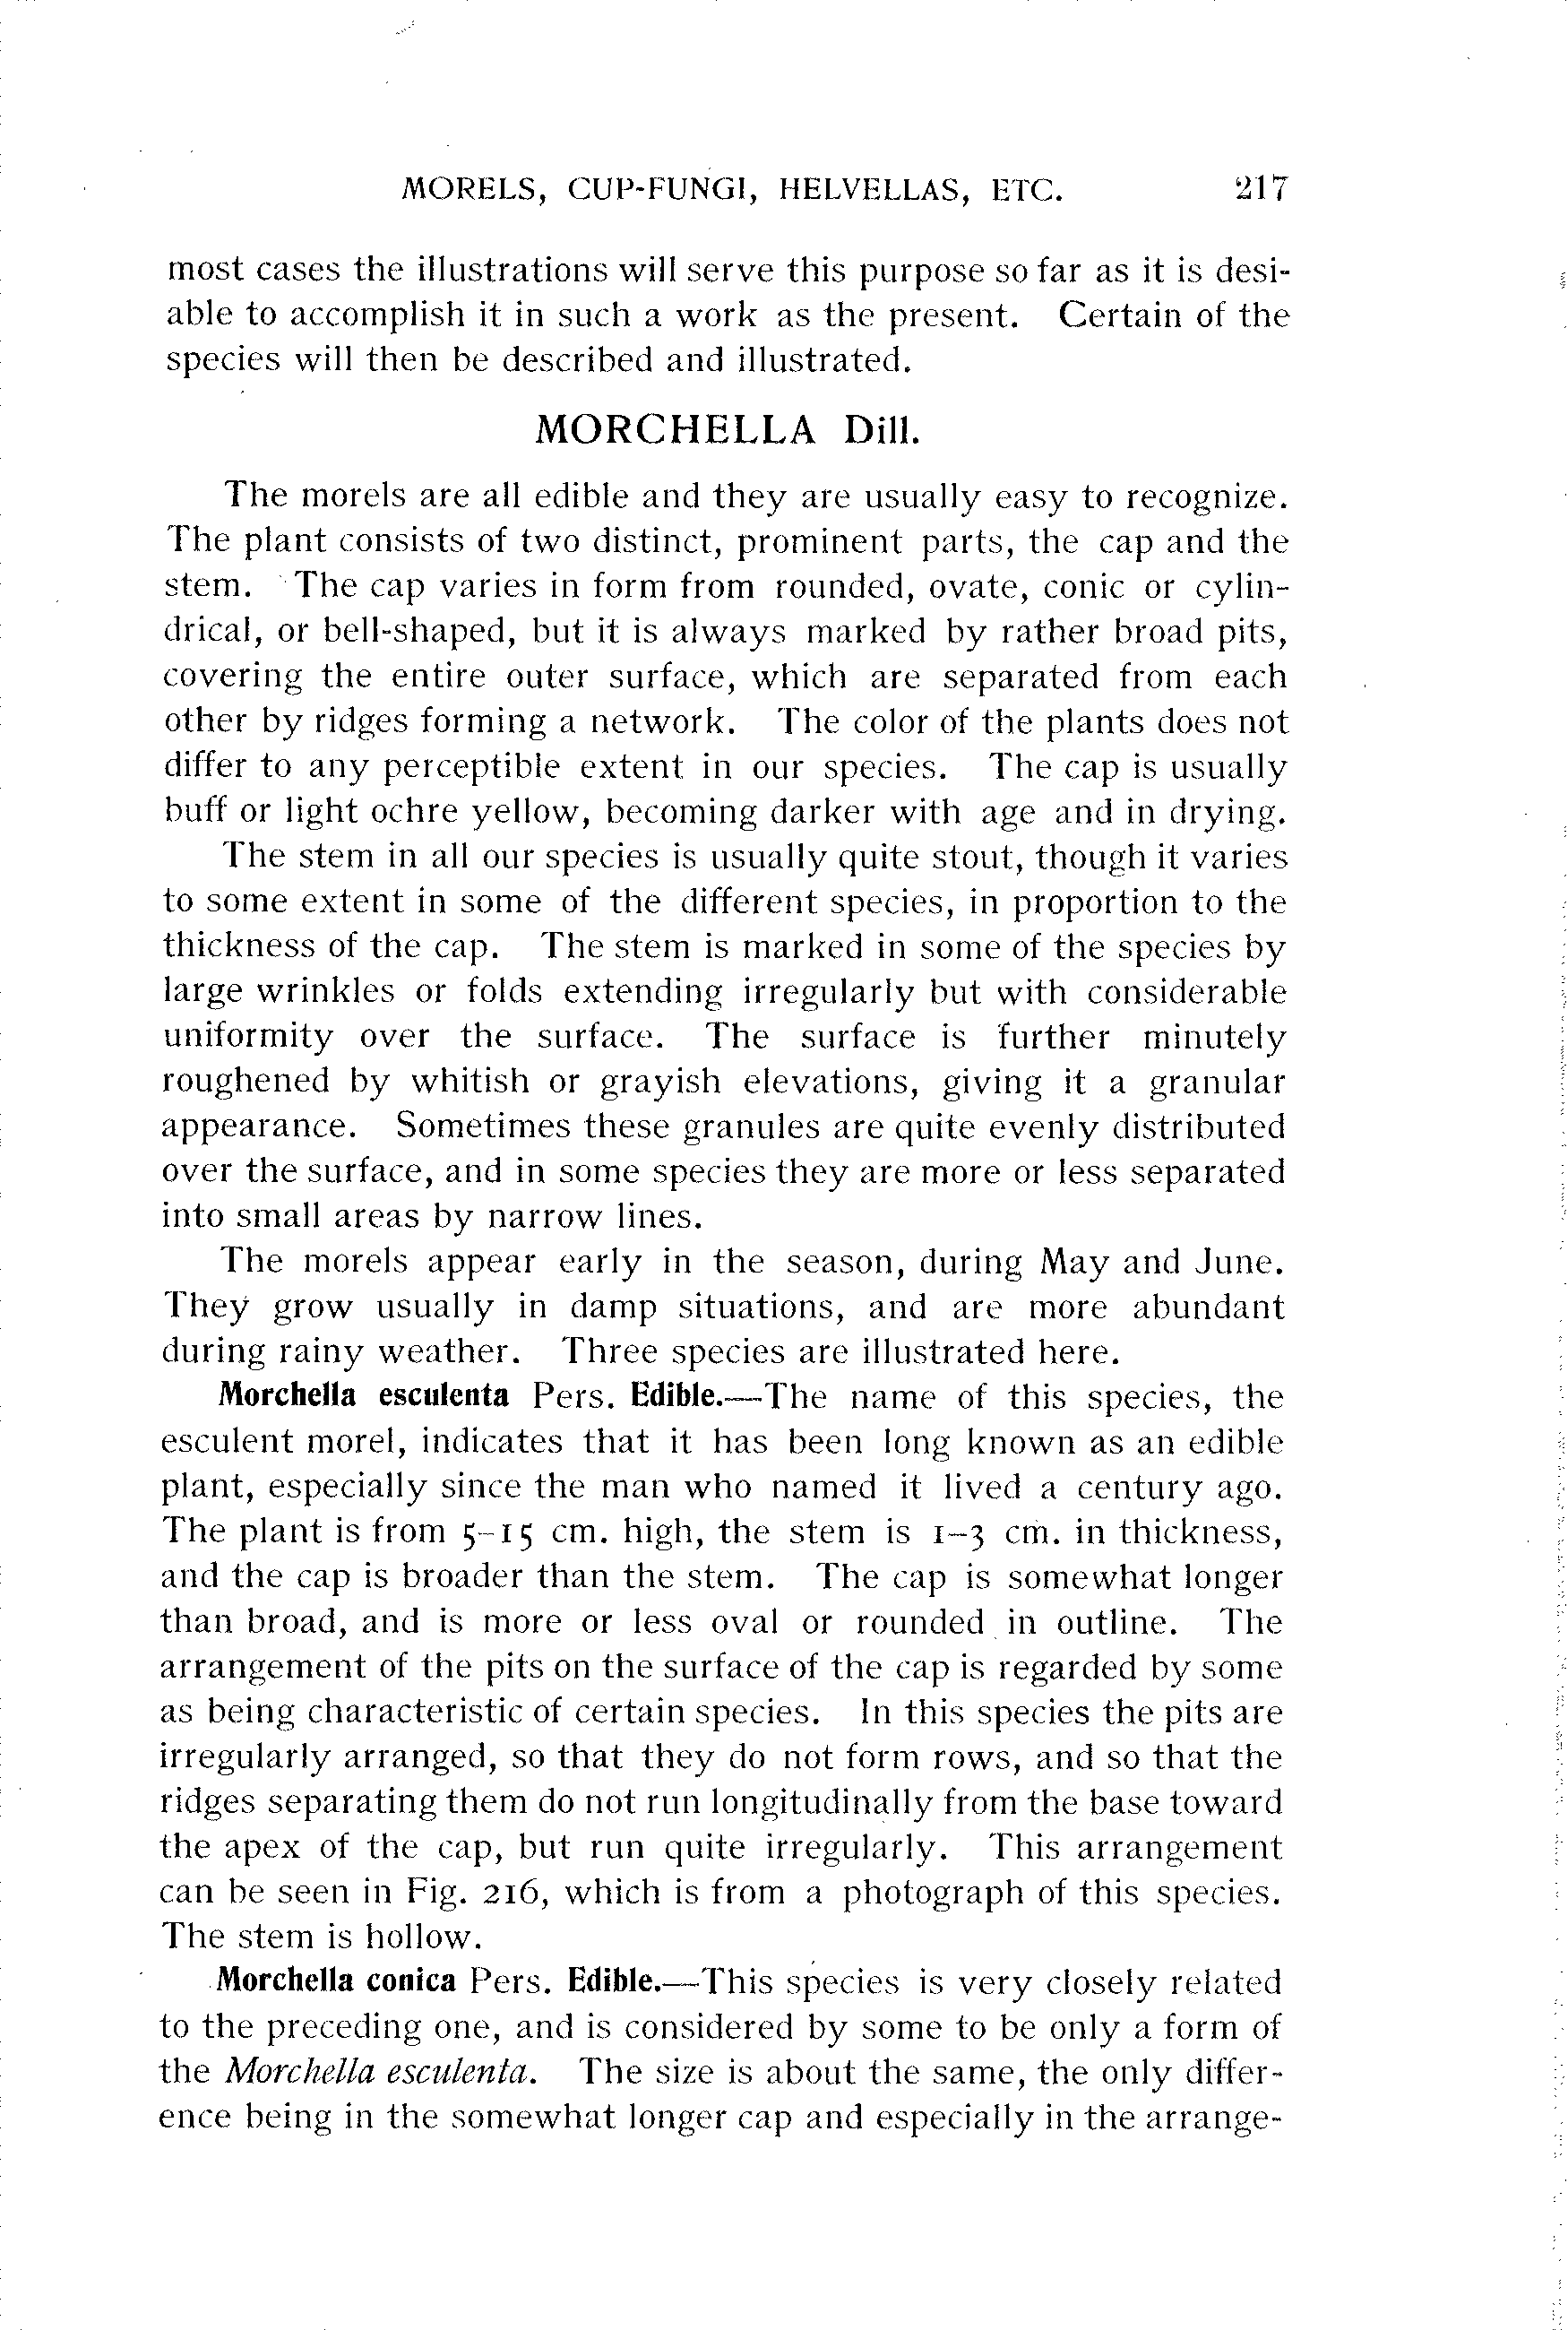 MORELS, CUP-FUNGI, HELVELLAS, ETC. 217
most cases the illustrations will serve this purpose so far as it is desi-
able to accomplish it in such a work as the present. Certain of the
species will then be described and illustrated.
MORCHELLA Dill.
The morels are all edible and they are usually easy to recognize.
The plant consists of two distinct, prominent parts, the cap and the
stem. The cap varies in form from rounded, ovate, conic or cylin-
drical, or bell-shaped, but it is always marked by rather broad pits,
covering the entire outer surface, which are separated from each
other by ridges forming a network. The color of the plants does not
differ to any perceptible extent in our species. The cap is usually
buff or light ochre yellow, becoming darker with age and in drying.
The stem in all our species is usually quite stout, though it varies
to some extent in some of the different species, in proportion to the
thickness of the cap. The stem is marked in some of the species by
large wrinkles or folds extending irregularly but with considerable
uniformity over the surface. The surface is further minutely
roughened by whitish or grayish elevations, giving it a granular
appearance. Sometimes these granules are quite evenly distributed
over the surface, and in some species they are more or less separated
into small areas by narrow lines.
The morels appear early in the season, during May and June.
They grow usually in damp situations, and are more abundant
during rainy weather. Three species are illustrated here.
Morchella esculenta Pers. Edible.—The name of this species, the
esculent morel, indicates that it has been long known as an edible
plant, especially since the man who named it lived a century ago.
The plant is from 5–15 cm. high, the stem is 1–3 cm. in thickness,
and the cap is broader than the stem. The cap is somewhat longer
than broad, and is more or less oval or rounded in outline. The
arrangement of the pits on the surface of the cap is regarded by some
as being characteristic of certain species. In this species the pits are
irregularly arranged, so that they do not form rows, and so that the
ridges separating them do not run longitudinally from the base toward
the apex of the cap, but run quite irregularly. This arrangement
can be seen in Fig. 216, which is from a photograph of this species.
The stem is hollow.
Morchella conica Pers. Edible.—This species is very closely related
to the preceding one, and is considered by some to be only a form of
the Morchella esculenta. The size is about the same, the only differ-
ence being in the somewhat longer cap and especially in the arrange-